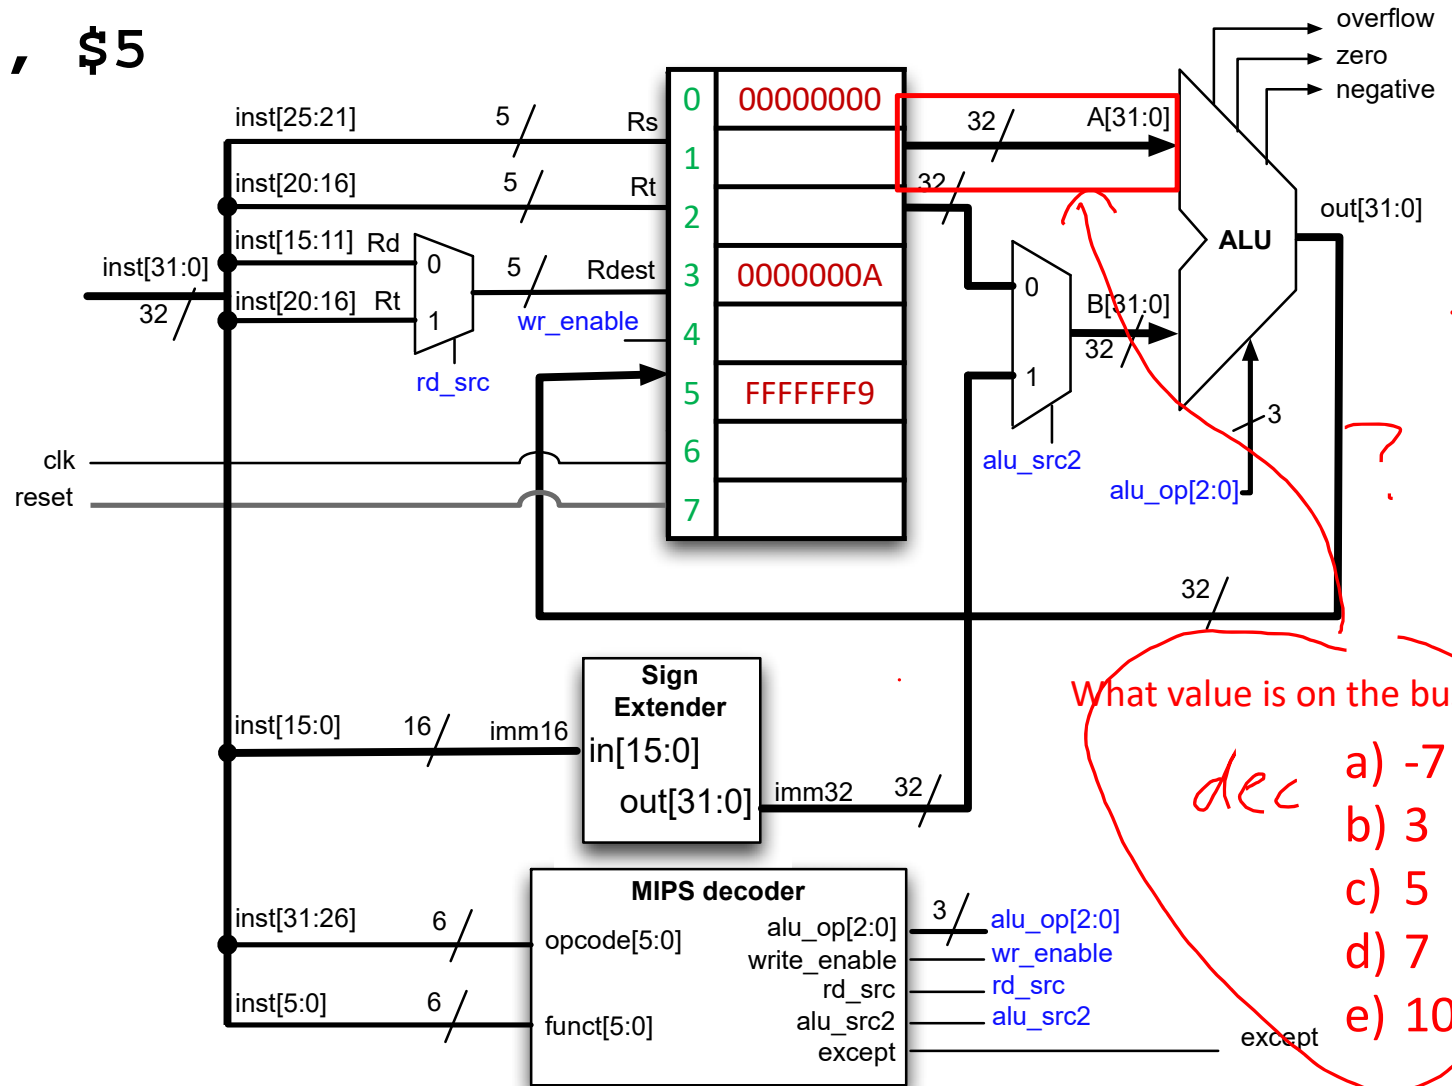 , $5
overflow
zero
negative
inst[25:21] 5 Rs
inst[20:16] 5 Rt
inst[15:11] Rd 0
inst[31:0]
32
inst[20:16] Rt 1
5 Rdest
wr_enable
rd_src
clk
reset
0 00000000
1
2
3 0000000A
4
5 FFFFFFF9
6
7
32 A[31:0]
32
0
1
B[31:0]
32
alu_src2
ALU
out[31:0]
3
alu_op[2:0]
?
32
Sign
Extender
inst[15:0] 16 imm16 in[15:0]
out[31:0] imm32 32
What value is on the bu
dec
a) -7
b) 3
c) 5
d) 7
e) 10
MIPS decoder
inst[31:26] 6 opcode[5:0]
inst[5:0] 6 funct[5:0]
alu_op[2:0] 3 alu_op[2:0]
write_enable wr_enable
rd_src rd_src
alu_src2 alu_src2
except except